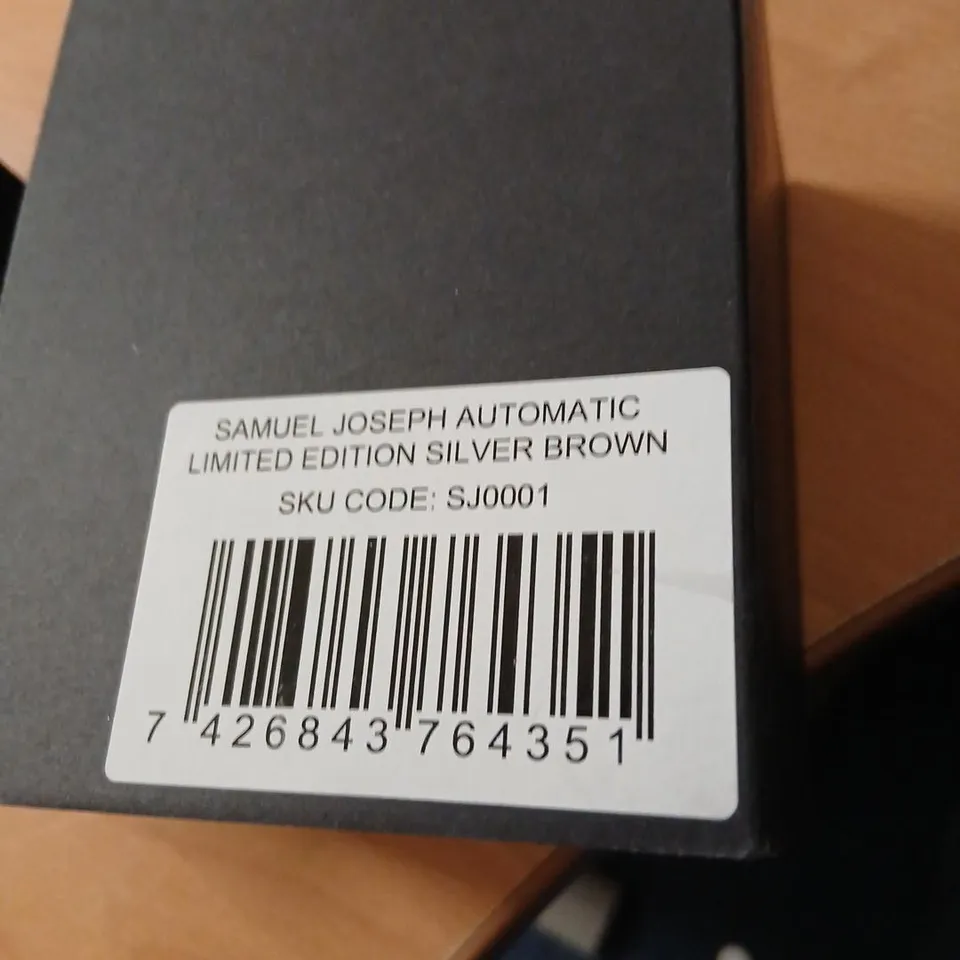 SAMUEL JOSEPH AUTOMATIC
LIMITED EDITION SILVER BROWN
SKU CODE: SJ0001
7 426843 764351